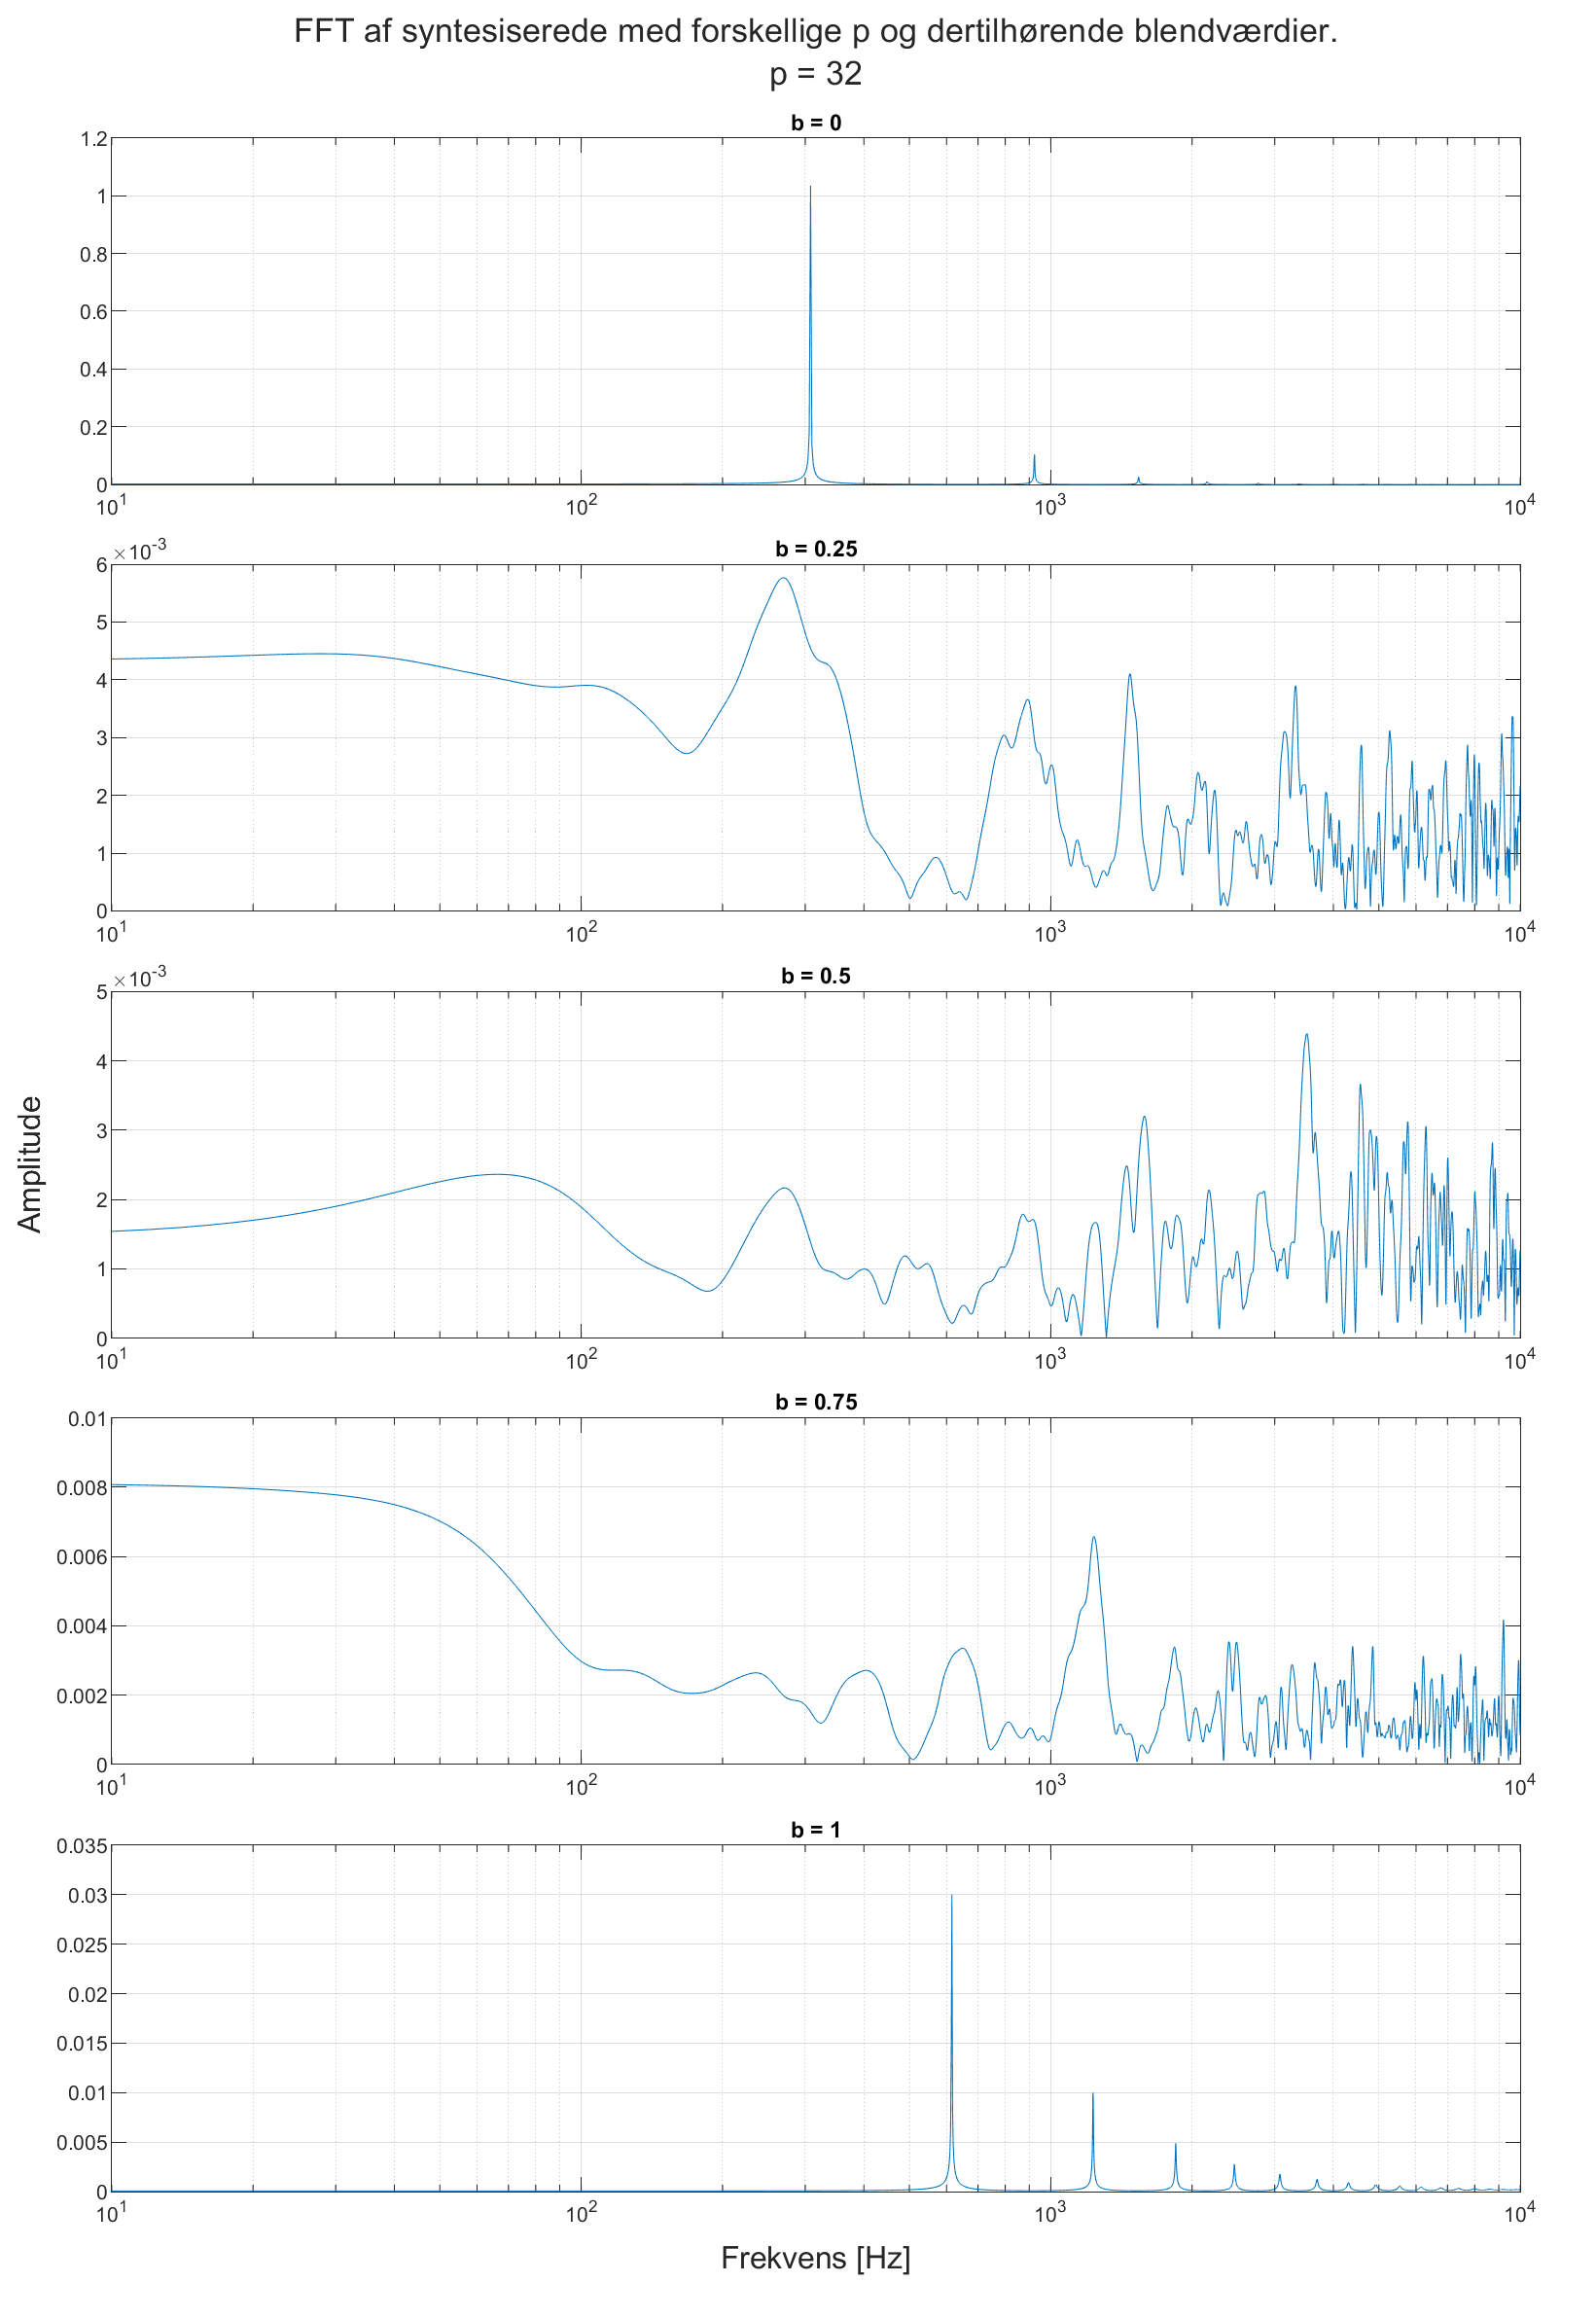 FFT af syntesiserede med forskellige p og dertilhørende blendværdier.
p = 32
b = 0
1.2
1
0.8
0.6
0.4
0.2
0
10^1 10^2 10^3 10^4
b = 0.25
×10^-3
6
5
4
3
2
1
0
10^1 10^2 10^3 10^4
b = 0.5
×10^-3
5
4
3
2
1
0
10^1 10^2 10^3 10^4
Amplitude
b = 0.75
0.01
0.008
0.006
0.004
0.002
0
10^1 10^2 10^3 10^4
b = 1
0.035
0.03
0.025
0.02
0.015
0.01
0.005
0
10^1 10^2 10^3 10^4
Frekvens [Hz]